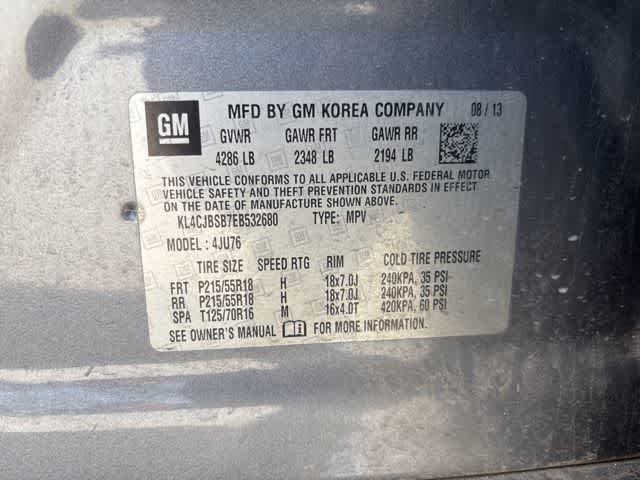 GM
MFD BY GM KOREA COMPANY 08 / 13
GVWR GAWR FRT GAWR RR
4286 LB 2348 LB 2194 LB
THIS VEHICLE CONFORMS TO ALL APPLICABLE U.S. FEDERAL MOTOR
VEHICLE SAFETY AND THEFT PREVENTION STANDARDS IN EFFECT
ON THE DATE OF MANUFACTURE SHOWN ABOVE.
KL4CJBSB7EB532680 TYPE: MPV
MODEL : 4JU76
TIRE SIZE SPEED RTG RIM COLD TIRE PRESSURE
FRT P215/55R18 H 18x7.0J 240KPA, 35 PSI
RR P215/55R18 H 18x7.0J 240KPA, 35 PSI
SPA T125/70R16 M 16x4.0T 420KPA, 60 PSI
SEE OWNER'S MANUAL FOR MORE INFORMATION.